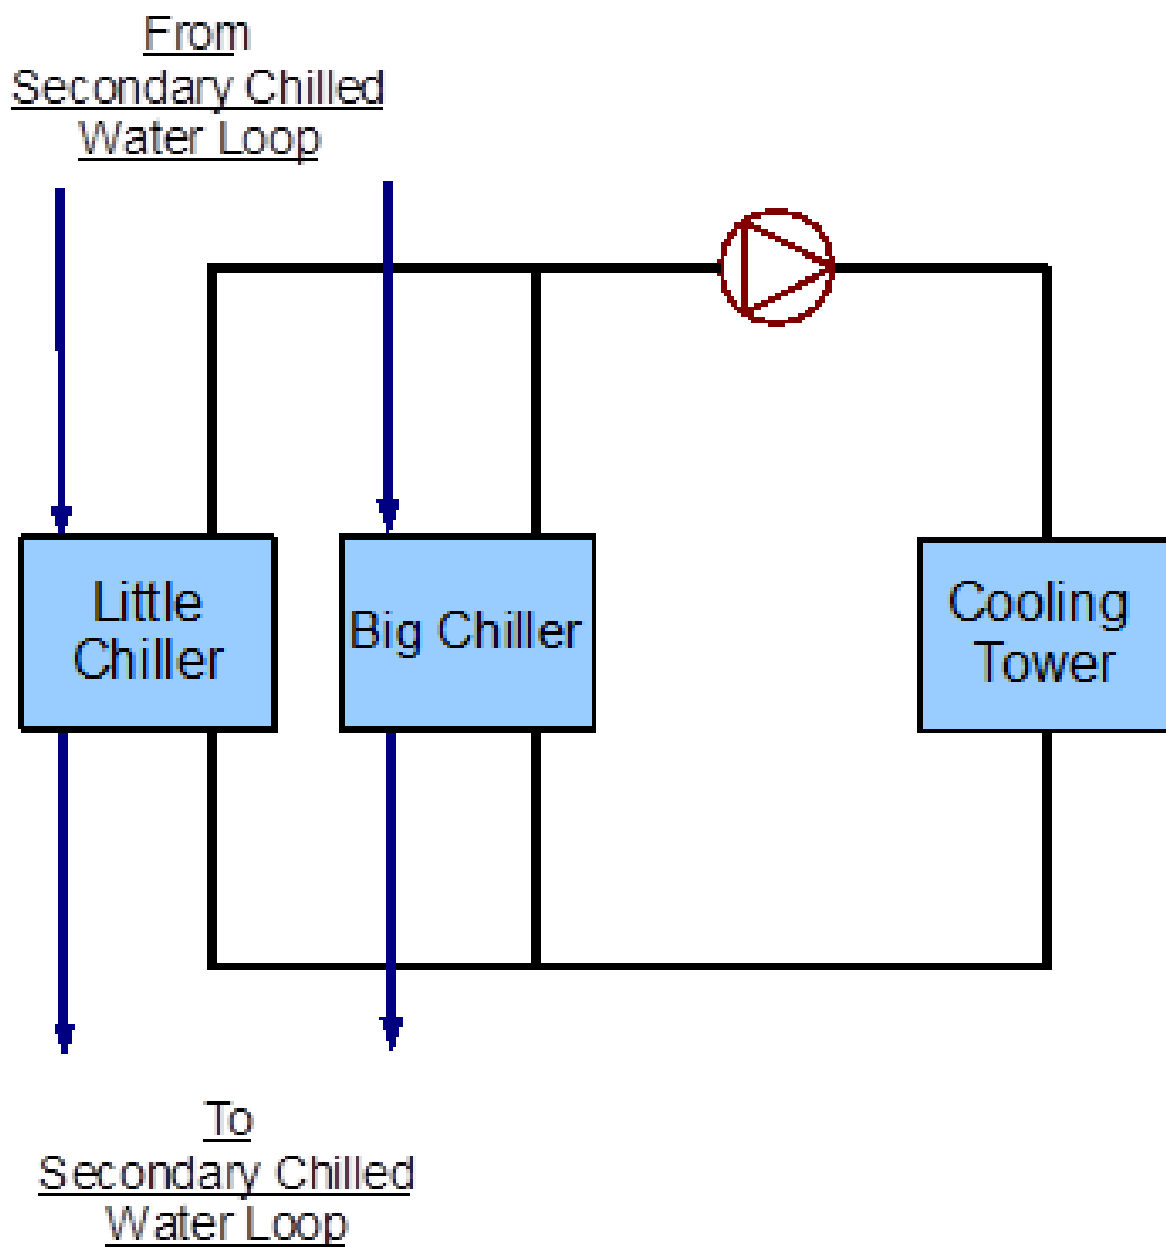 From
Secondary Chilled
Water Loop
Little
Chiller
Big Chiller
Cooling
Tower
To
Secondary Chilled
Water Loop